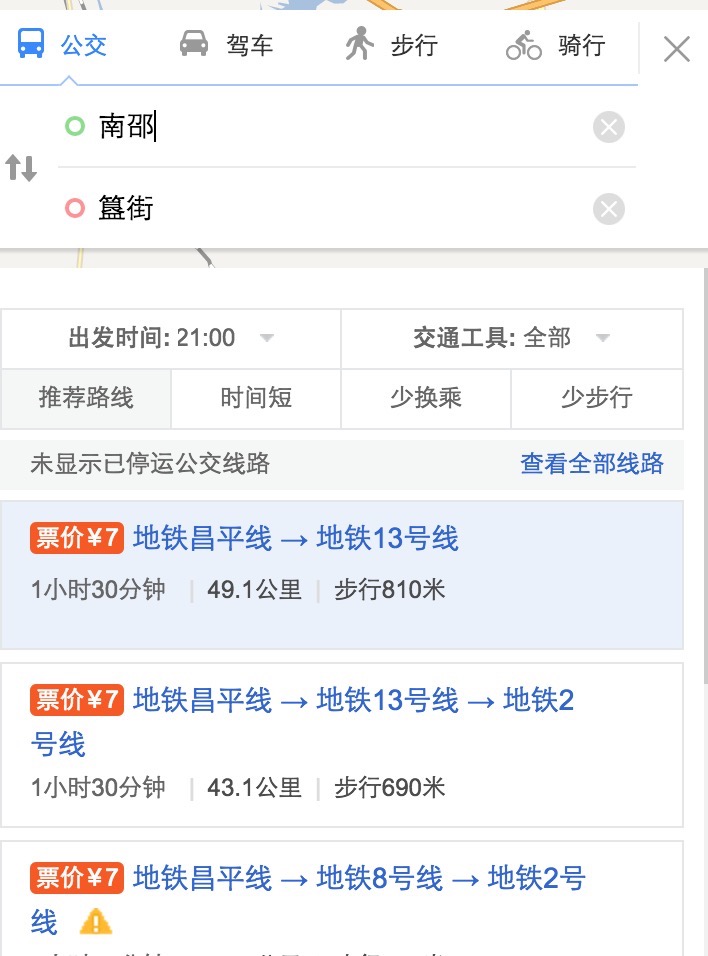 公交 驾车 步行 骑行
南邵
簋街
出发时间: 21:00 交通工具: 全部
推荐路线 时间短 少换乘 少步行
未显示已停运公交线路 查看全部线路
票价¥7 地铁昌平线 → 地铁13号线
1小时30分钟 | 49.1公里 | 步行810米
票价¥7 地铁昌平线 → 地铁13号线 → 地铁2
号线
1小时30分钟 | 43.1公里 | 步行690米
票价¥7 地铁昌平线 → 地铁8号线 → 地铁2号
线